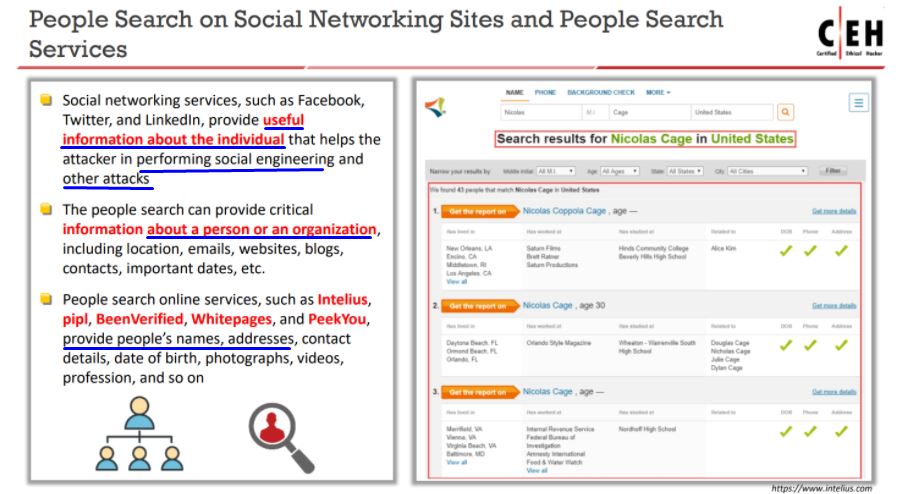 People Search on Social Networking Sites and People Search
Services
C|EH
Certified Ethical Hacker
Social networking services, such as Facebook,
Twitter, and LinkedIn, provide useful
information about the individual that helps the
attacker in performing social engineering and
other attacks
The people search can provide critical
information about a person or an organization,
including location, emails, websites, blogs,
contacts, important dates, etc.
People search online services, such as Intelius,
pipl, BeenVerified, Whitepages, and PeekYou,
provide people's names, addresses, contact
details, date of birth, photographs, videos,
profession, and so on
NAME PHONE BACKGROUND CHECK MORE
Nicolas M.I. Cage United States
Search results for Nicolas Cage in United States
Narrow your results by: Middle initial: All M.I. Age: All Ages State: All States City: All Cities Filter
We found 43 people that match Nicolas Cage in United States
1. Get the report on Nicolas Coppola Cage , age — Get more details
Has lived in Has worked at Has studied at Related to DOB Phone Address
New Orleans, LA Saturn Films Hinds Community College Alice Kim
Encino, CA Brett Ratner Beverly Hills High School
Middletown, RI Saturn Productions
Los Angeles, CA
View all
2. Get the report on Nicolas Cage , age 30 Get more details
Has lived in Has worked at Has studied at Related to DOB Phone Address
Daytona Beach, FL Orlando Style Magazine Wheaton - Warrenville South Douglas Cage
Ormond Beach, FL High School Nicholas Cage
Orlando, FL Julie Cage
Dylan Cage
3. Get the report on Nicolas Cage , age — Get more details
Has lived in Has worked at Has studied at Related to DOB Phone Address
Merrifield, VA Internal Revenue Service Nordhoff High School
Vienna, VA Federal Bureau of
Virginia Beach, VA Investigation
Baltimore, MD Amnesty International
View all Food & Water Watch
View all
https://www.intelius.com